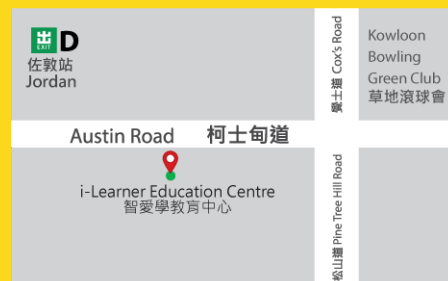 出 D
EXIT
佐敦站
Jordan
覺士道 Cox's Road
Kowloon
Bowling
Green Club
草地滾球會
Austin Road 柯士甸道
i-Learner Education Centre
智愛學教育中心
松山道 Pine Tree Hill Road